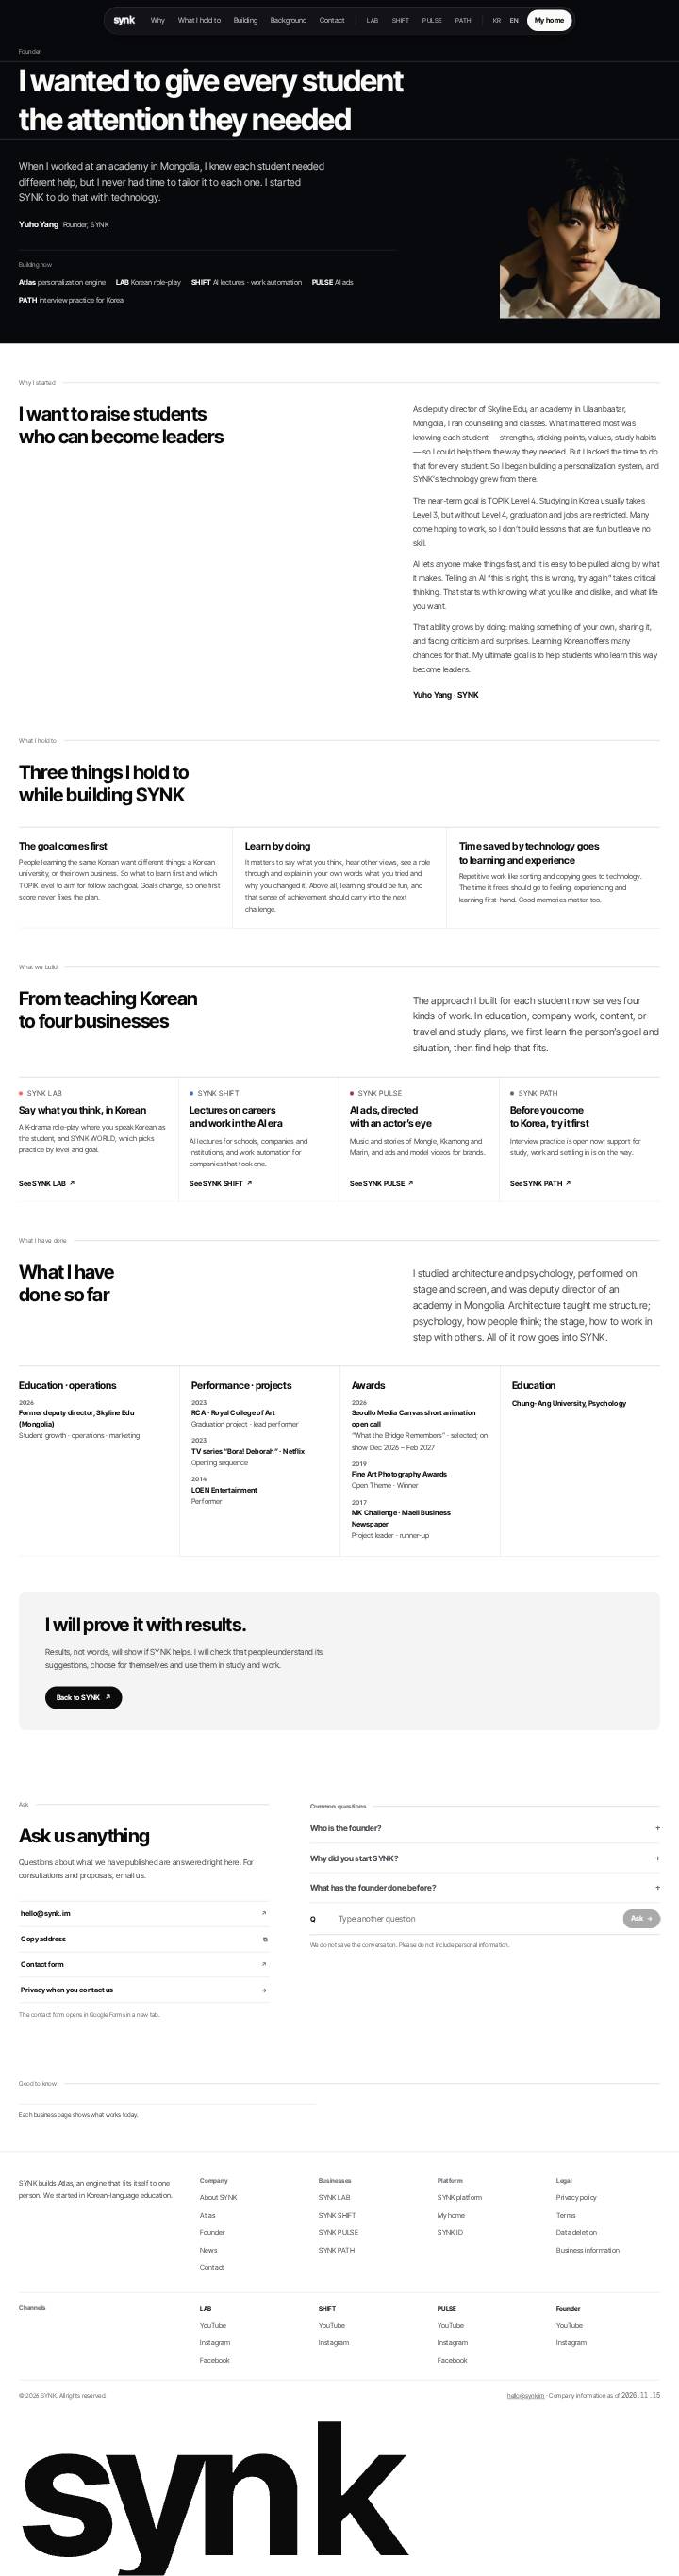 synk Why What I hold to Building Background Contact LAB SHIFT PULSE PATH KR EN My home
Founder
I wanted to give every student
the attention they needed
When I worked at an academy in Mongolia, I knew each student needed
different help, but I never had time to tailor it to each one. I started
SYNK to do that with technology.
Yuho Yang Founder, SYNK
Building now
Atlas personalization engine LAB Korean role-play SHIFT AI lectures · work automation PULSE AI ads
PATH interview practice for Korea
Why I started
I want to raise students
who can become leaders
As deputy director of Skyline Edu, an academy in Ulaanbaatar,
Mongolia, I ran counselling and classes. What mattered most was
knowing each student — strengths, sticking points, values, study habits
— so I could help them the way they needed. But I lacked the time to do
that for every student. So I began building a personalization system, and
SYNK's technology grew from there.
The near-term goal is TOPIK Level 4. Studying in Korea usually takes
Level 3, but without Level 4, graduation and jobs are restricted. Many
come hoping to work, so I don't build lessons that are fun but leave no
skill.
AI lets anyone make things fast, and it is easy to be pulled along by what
it makes. Telling an AI "this is right, this is wrong, try again" takes critical
thinking. That starts with knowing what you like and dislike, and what life
you want.
That ability grows by doing: making something of your own, sharing it,
and facing criticism and surprises. Learning Korean offers many
chances for that. My ultimate goal is to help students who learn this way
become leaders.
Yuho Yang · SYNK
What I hold to
Three things I hold to
while building SYNK
The goal comes first
People learning the same Korean want different things: a Korean
university, or their own business. So what to learn first and which
TOPIK level to aim for follow each goal. Goals change, so one first
score never fixes the plan.
Learn by doing
It matters to say what you think, hear other views, see a role
through and explain in your own words what you tried and
why you changed it. Above all, learning should be fun, and
that sense of achievement should carry into the next
challenge.
Time saved by technology goes
to learning and experience
Repetitive work like sorting and copying goes to technology.
The time it frees should go to feeling, experiencing and
learning first-hand. Good memories matter too.
What we build
From teaching Korean
to four businesses
The approach I built for each student now serves four
kinds of work. In education, company work, content, or
travel and study plans, we first learn the person's goal and
situation, then find help that fits.
SYNK LAB
Say what you think, in Korean
A K-drama role-play where you speak Korean as
the student, and SYNK WORLD, which picks
practice by level and goal.
See SYNK LAB ↗
SYNK SHIFT
Lectures on careers
and work in the AI era
AI lectures for schools, companies and
institutions, and work automation for
companies that took one.
See SYNK SHIFT ↗
SYNK PULSE
AI ads, directed
with an actor's eye
Music and stories of Mongle, Kkamong and
Marin, and ads and model videos for brands.
See SYNK PULSE ↗
SYNK PATH
Before you come
to Korea, try it first
Interview practice is open now; support for
study, work and settling in is on the way.
See SYNK PATH ↗
What I have done
What I have
done so far
I studied architecture and psychology, performed on
stage and screen, and was deputy director of an
academy in Mongolia. Architecture taught me structure;
psychology, how people think; the stage, how to work in
step with others. All of it now goes into SYNK.
Education · operations
2026
Former deputy director, Skyline Edu
(Mongolia)
Student growth · operations · marketing
Performance · projects
2023
RCA · Royal College of Art
Graduation project · lead performer
2023
TV series "Bora! Deborah" · Netflix
Opening sequence
2014
LOEN Entertainment
Performer
Awards
2026
Seoullo Media Canvas short animation
open call
"What the Bridge Remembers" · selected; on
show Dec 2026 – Feb 2027
2019
Fine Art Photography Awards
Open Theme · Winner
2017
MK Challenge · Maeil Business
Newspaper
Project leader · runner-up
Education
Chung-Ang University, Psychology
I will prove it with results.
Results, not words, will show if SYNK helps. I will check that people understand its
suggestions, choose for themselves and use them in study and work.
Back to SYNK ↗
Ask
Ask us anything
Questions about what we have published are answered right here. For
consultations and proposals, email us.
hello@synk.im ↗
Copy address
Contact form ↗
Privacy when you contact us →
The contact form opens in Google Forms in a new tab.
Common questions
Who is the founder? +
Why did you start SYNK? +
What has the founder done before? +
Q Type another question Ask →
We do not save the conversation. Please do not include personal information.
Good to know
Each business page shows what works today.
SYNK builds Atlas, an engine that fits itself to one
person. We started in Korean-language education.
Company
About SYNK
Atlas
Founder
News
Contact
Businesses
SYNK LAB
SYNK SHIFT
SYNK PULSE
SYNK PATH
Platform
SYNK platform
My home
SYNK ID
Legal
Privacy policy
Terms
Data deletion
Business information
Channels
LAB
YouTube
Instagram
Facebook
SHIFT
YouTube
Instagram
PULSE
YouTube
Instagram
Facebook
Founder
YouTube
Instagram
© 2026 SYNK. All rights reserved.
hello@synk.im · Company information as of 2026.11.15
synk